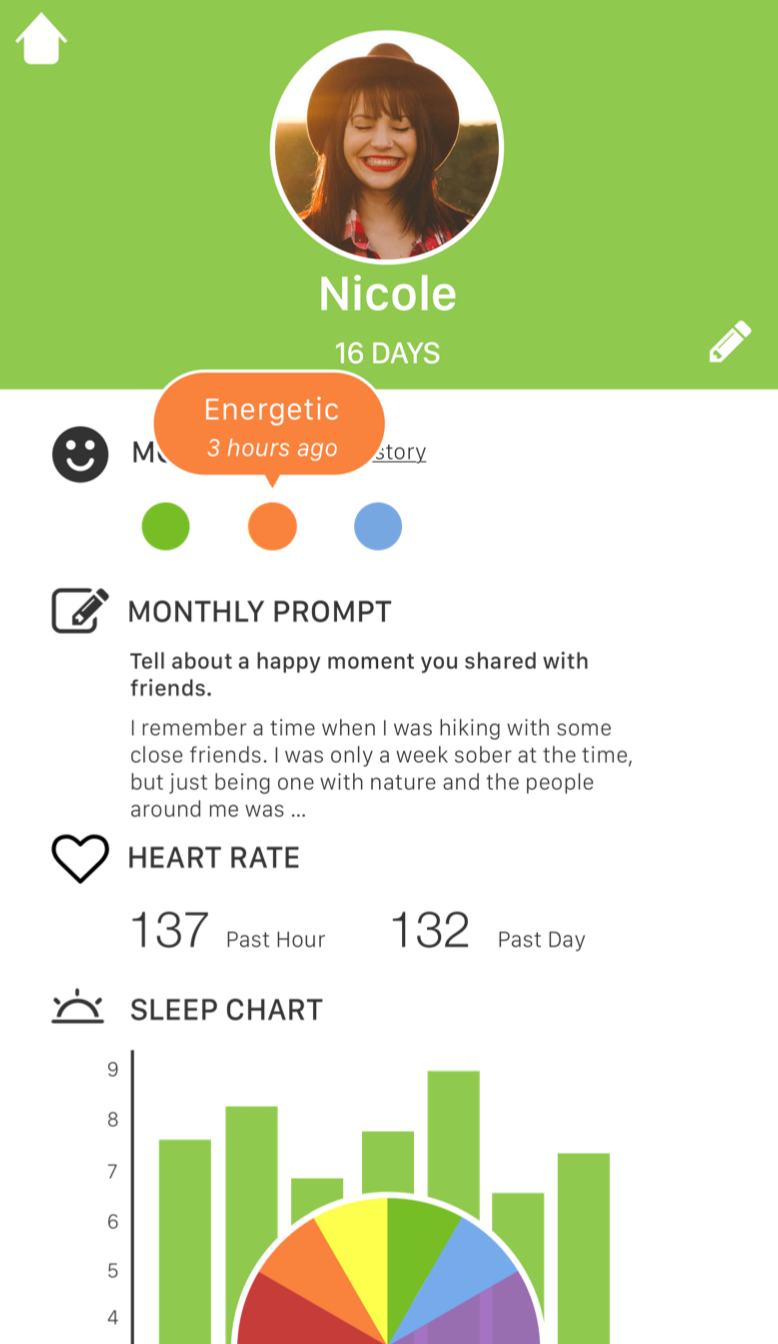 Nicole
16 DAYS
Energetic
3 hours ago
MONTHLY PROMPT
Tell about a happy moment you shared with
friends.
I remember a time when I was hiking with some
close friends. I was only a week sober at the time,
but just being one with nature and the people
around me was ...
HEART RATE
137 Past Hour 132 Past Day
SLEEP CHART
9
8
7
6
5
4